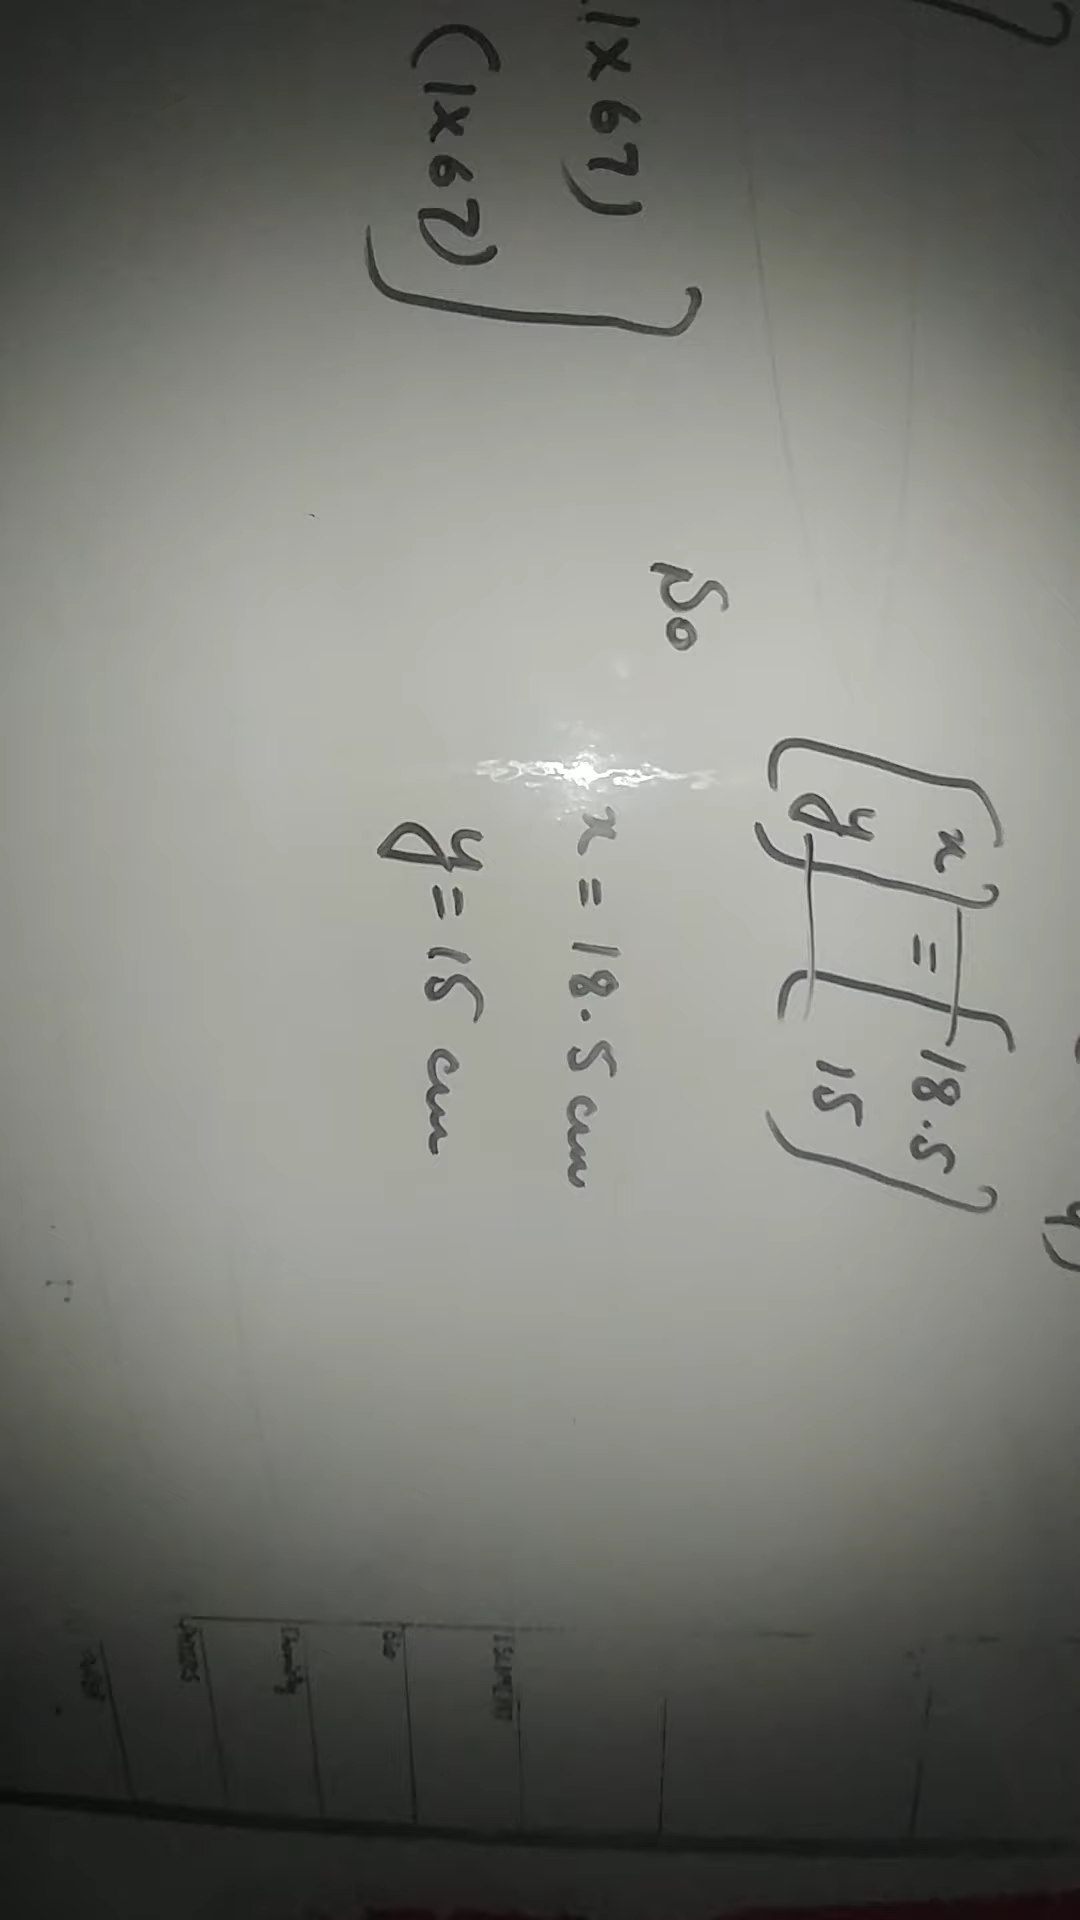 [x y] = [18.5 15]
.1×67)
(1×67)]
So
x = 18.5 cm
y = 15 cm